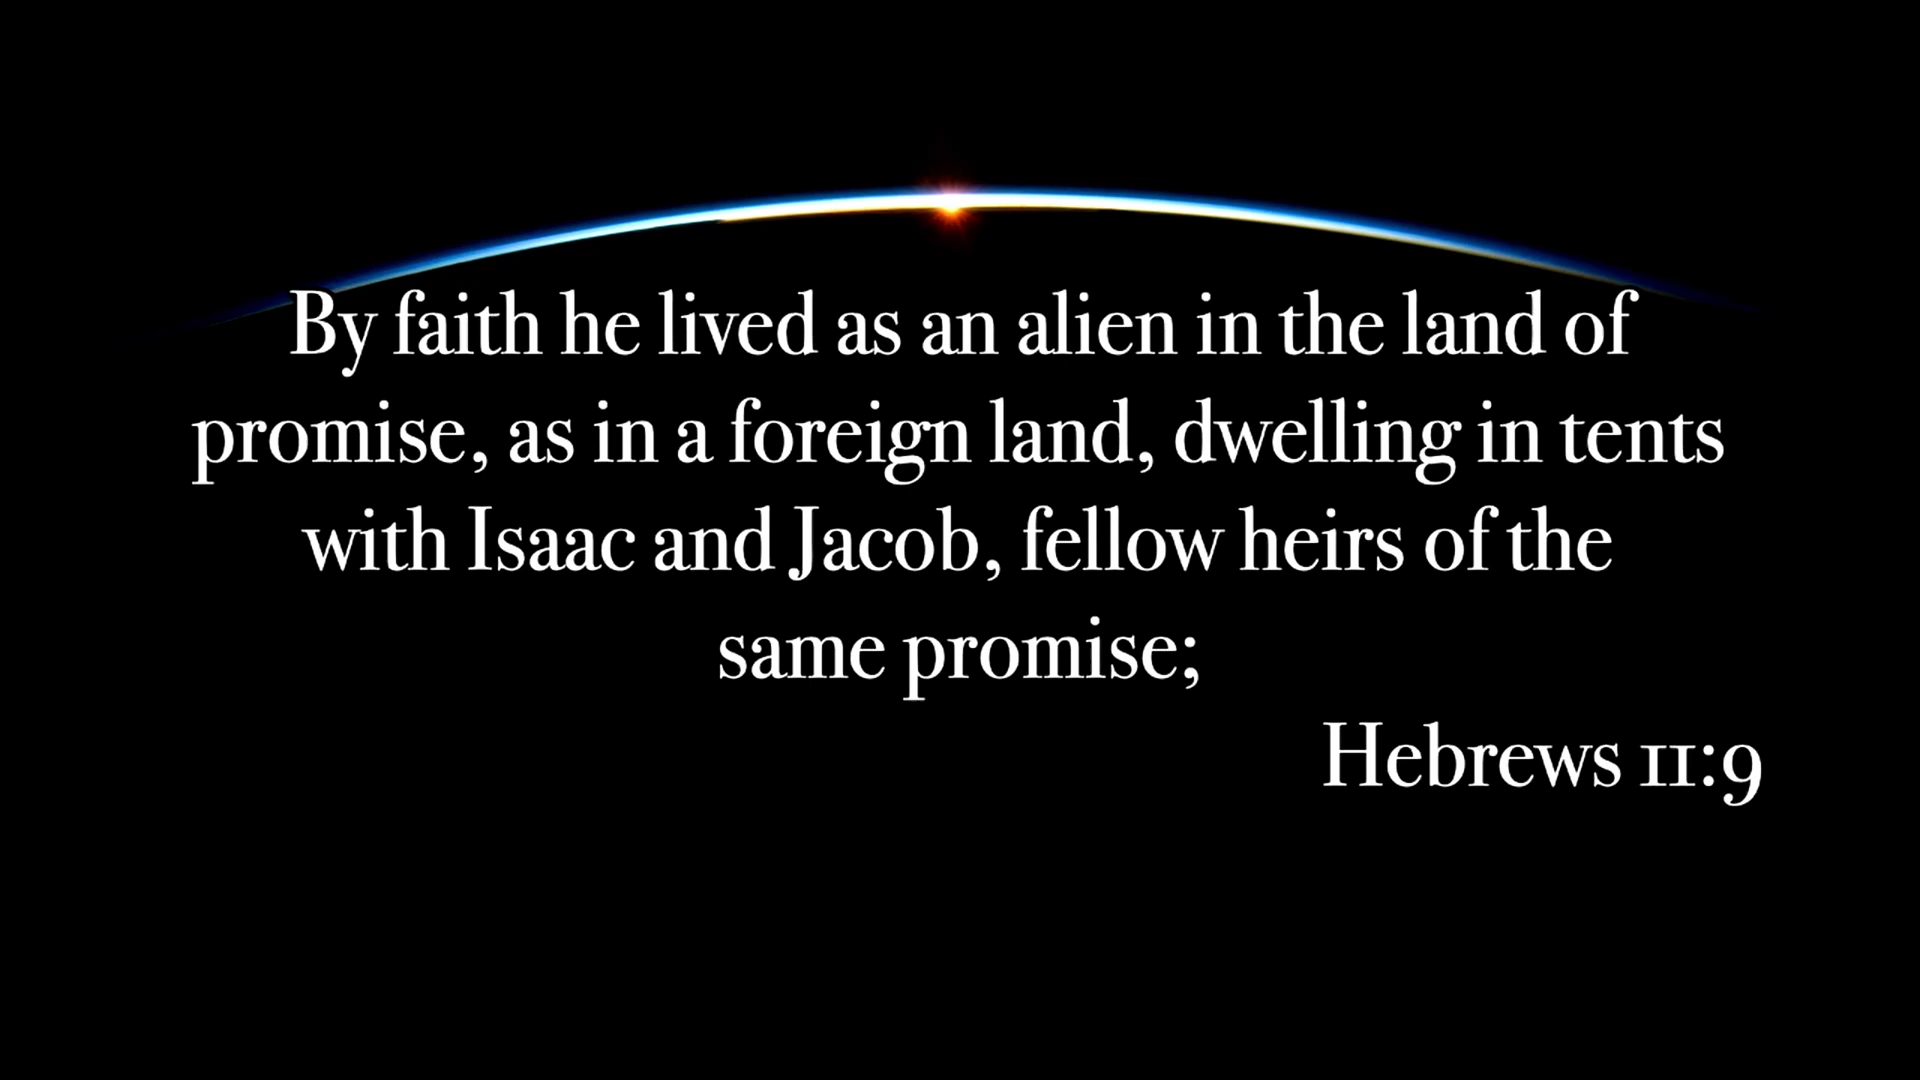 By faith he lived as an alien in the land of
promise, as in a foreign land, dwelling in tents
with Isaac and Jacob, fellow heirs of the
same promise;
Hebrews 11:9